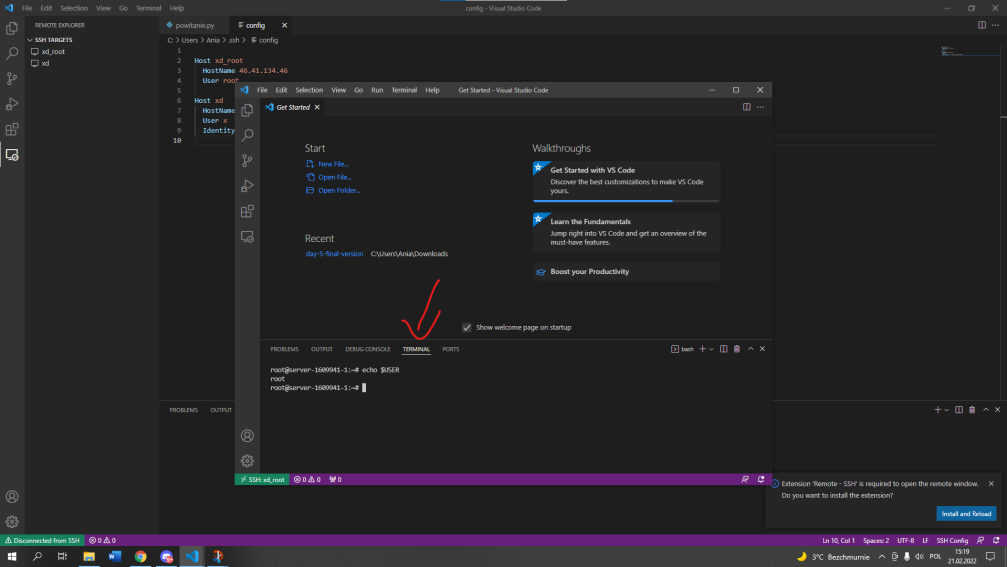 File Edit Selection View Go Terminal Help
config - Visual Studio Code
REMOTE EXPLORER
powitanie.py
config
SSH TARGETS
C: > Users > Ania > .ssh > config
xd_root
xd
1
2 Host xd_root
3 HostName 46.41.134.46
4 User root
5
6 Host xd
7 HostName
8 User x
9 Identity
10
File Edit Selection View Go Run Terminal Help
Get Started - Visual Studio Code
Get Started
Start
New File...
Open File...
Open Folder...
Recent
day-5-final-version C:\Users\Ania\Downloads
Walkthroughs
Get Started with VS Code
Discover the best customizations to make VS Code
yours.
Learn the Fundamentals
Jump right into VS Code and get an overview of the
must-have features.
Boost your Productivity
Show welcome page on startup
PROBLEMS OUTPUT DEBUG CONSOLE TERMINAL PORTS
bash
root@server-1609941-1:~# echo $USER
root
root@server-1609941-1:~#
SSH: xd_root 0 0 0
PROBLEMS OUTPUT
Extension 'Remote - SSH' is required to open the remote window.
Do you want to install the extension?
Install and Reload
Disconnected from SSH 0 0
Ln 10, Col 1 Spaces: 2 UTF-8 LF SSH Config
3°C Bezchmurnie
POL
15:19
21.02.2022